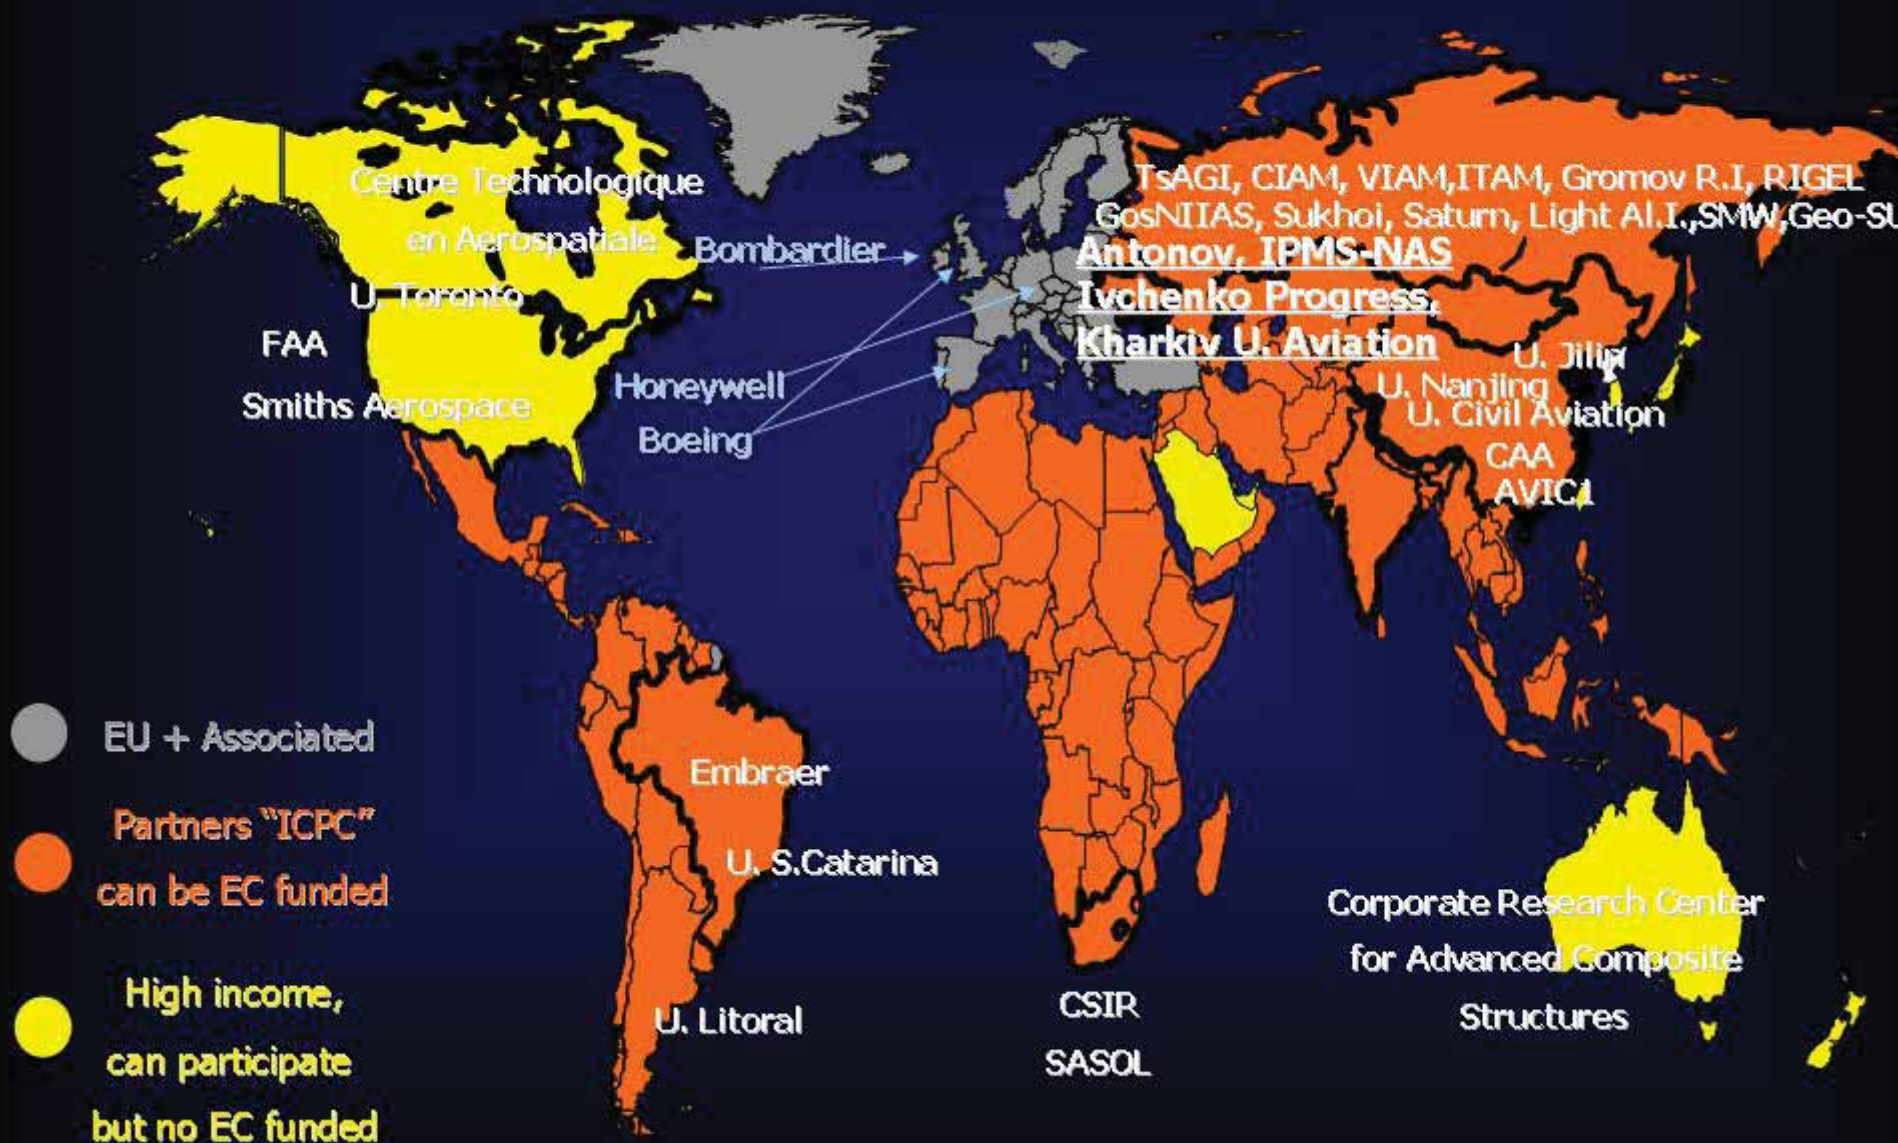 Centre Technologique
en Aerospatiale
U. Toronto
FAA
Smiths Aerospace
Bombardier
Honeywell
Boeing
TsAGI, CIAM, VIAM,ITAM, Gromov R.I, RIGEL
GosNIIAS, Sukhoi, Saturn, Light Al.I.,SMW,Geo-SU
Antonov, IPMS-NAS
Ivchenko Progress,
Kharkiv U. Aviation
U. Jilin
U. Nanjing
U. Civil Aviation
CAA
AVIC1
EU + Associated
Partners “ICPC”
can be EC funded
High income,
can participate
but no EC funded
Embraer
U. S.Catarina
U. Litoral
CSIR
SASOL
Corporate Research Center
for Advanced Composite
Structures